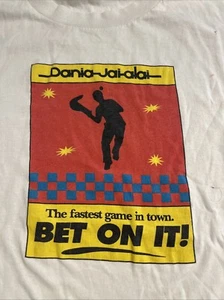 Dania Jai-alai
The fastest game in town.
BET ON IT!